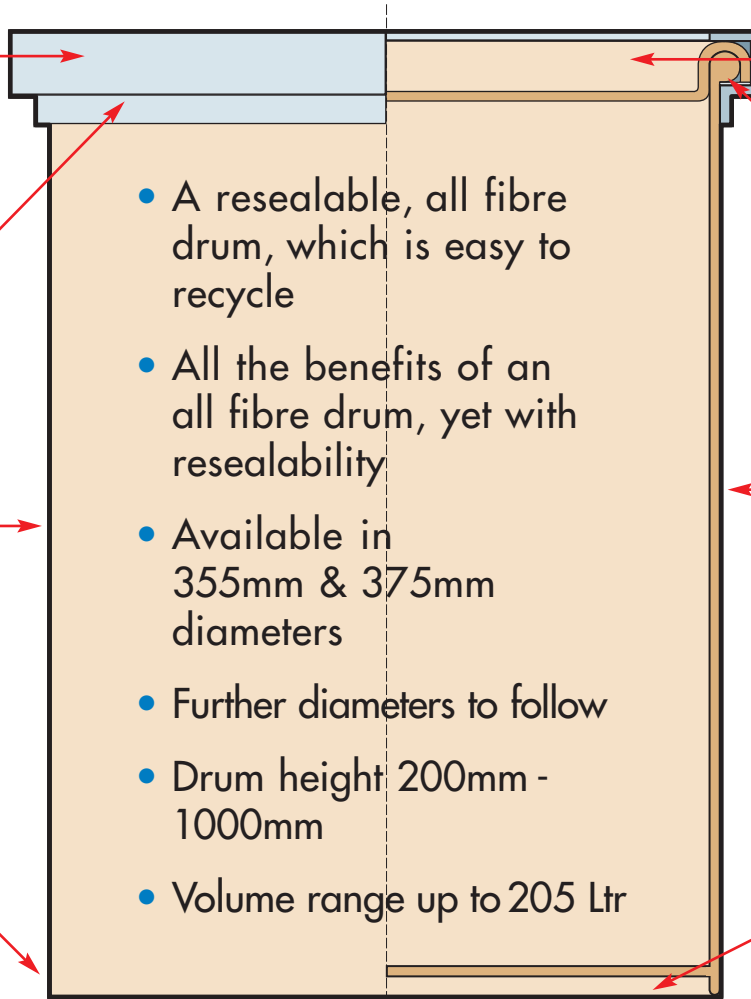 • A resealable, all fibre
drum, which is easy to
recycle
• All the benefits of an
all fibre drum, yet with
resealability
• Available in
355mm & 375mm
diameters
• Further diameters to follow
• Drum height 200mm -
1000mm
• Volume range up to 205 Ltr